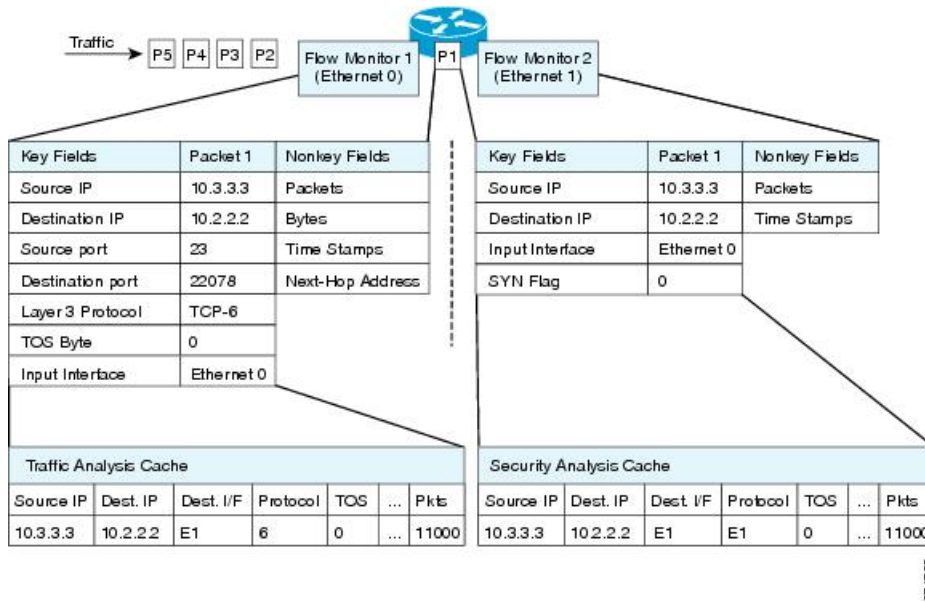 Traffic
P5 P4 P3 P2
Flow Monitor 1
(Ethernet 0)
P1
Flow Monitor 2
(Ethernet 1)
Key Fields Packet 1 Nonkey Fields
Source IP 10.3.3.3 Packets
Destination IP 10.2.2.2 Bytes
Source port 23 Time Stamps
Destination port 22078 Next-Hop Address
Layer 3 Protocol TCP-6
TOS Byte 0
Input Interface Ethernet 0
Key Fields Packet 1 Nonkey Fields
Source IP 10.3.3.3 Packets
Destination IP 10.2.2.2 Time Stamps
Input Interface Ethernet 0
SYN Flag 0
Traffic Analysis Cache
Source IP Dest. IP Dest. I/F Protocol TOS ... Pkts
10.3.3.3 10.2.2.2 E1 6 0 ... 11000
Security Analysis Cache
Source IP Dest. IP Dest. I/F Protocol TOS ... Pkts
10.3.3.3 10.2.2.2 E1 E1 0 ... 11000